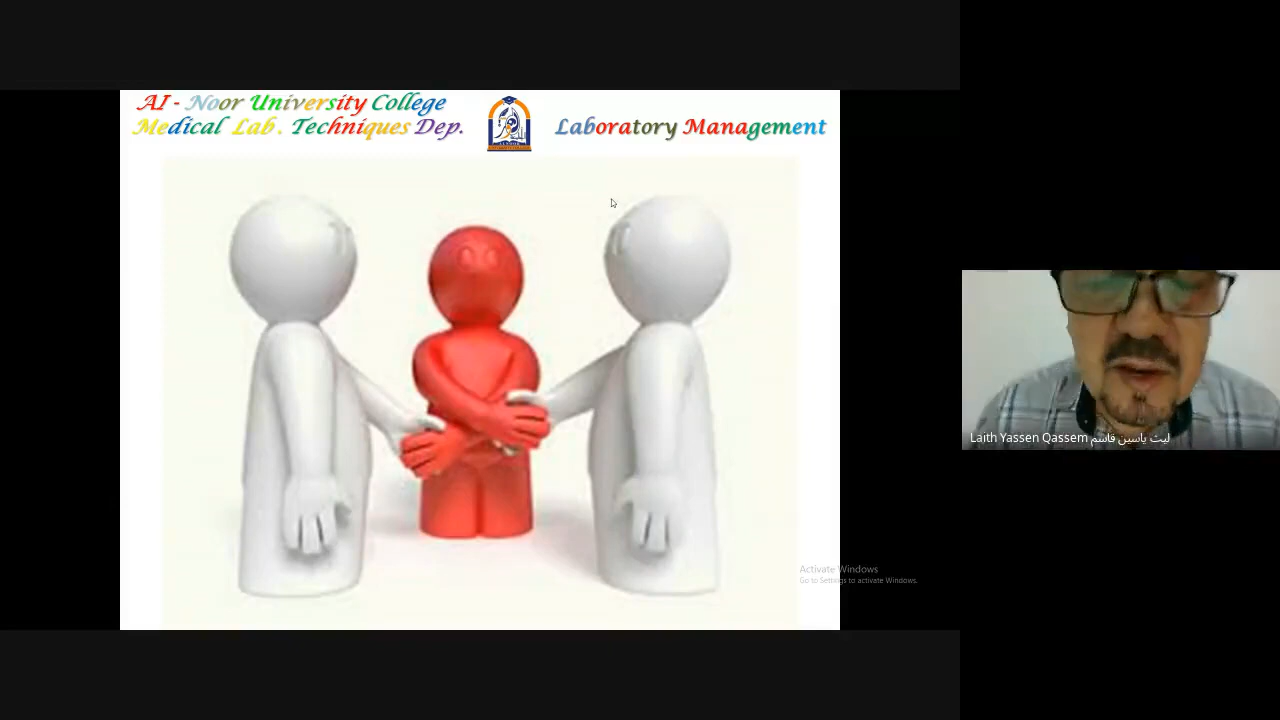 Al - Noor University College
Medical Lab . Techniques Dep.
Laboratory Management
Laith Yassen Qassem ليث ياسين قاسم
Activate Windows
Go to Settings to activate Windows.